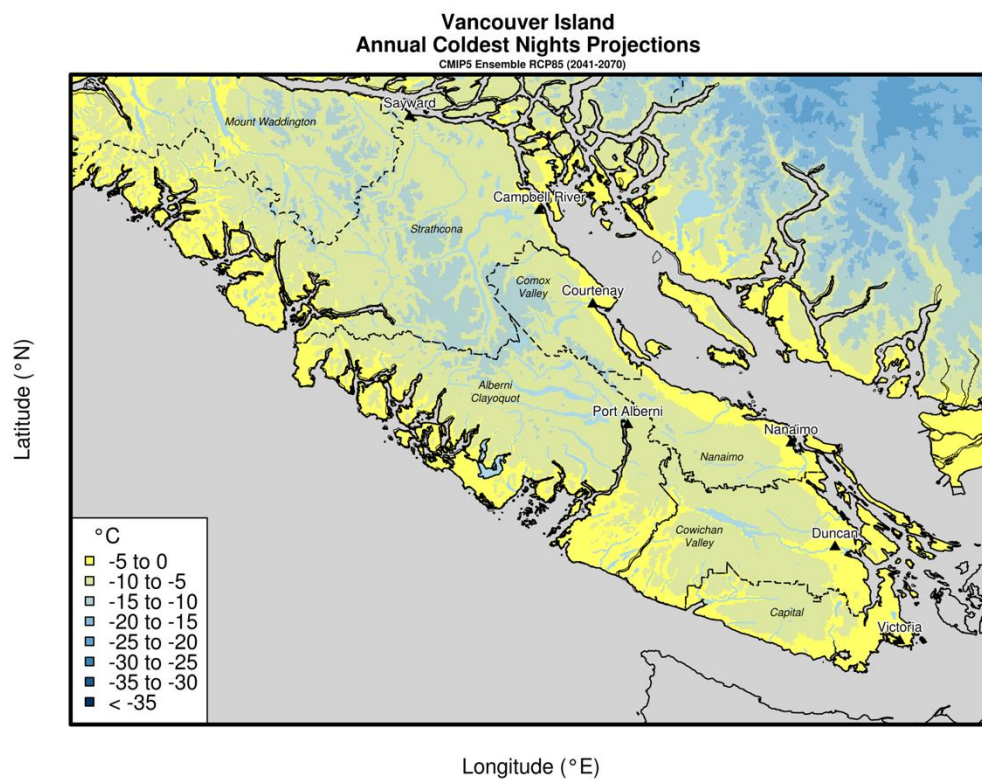 Vancouver Island
Annual Coldest Nights Projections
CMIP5 Ensemble RCP85 (2041-2070)
Sayward
Mount Waddington
Campbell River
Strathcona
Comox
Valley
Courtenay
Alberni
Clayoquot
Port Alberni
Nanaimo
Nanaimo
Cowichan
Valley
Duncan
Capital
Victoria
°C
-5 to 0
-10 to -5
-15 to -10
-20 to -15
-25 to -20
-30 to -25
-35 to -30
< -35
Latitude (°N)
Longitude (°E)